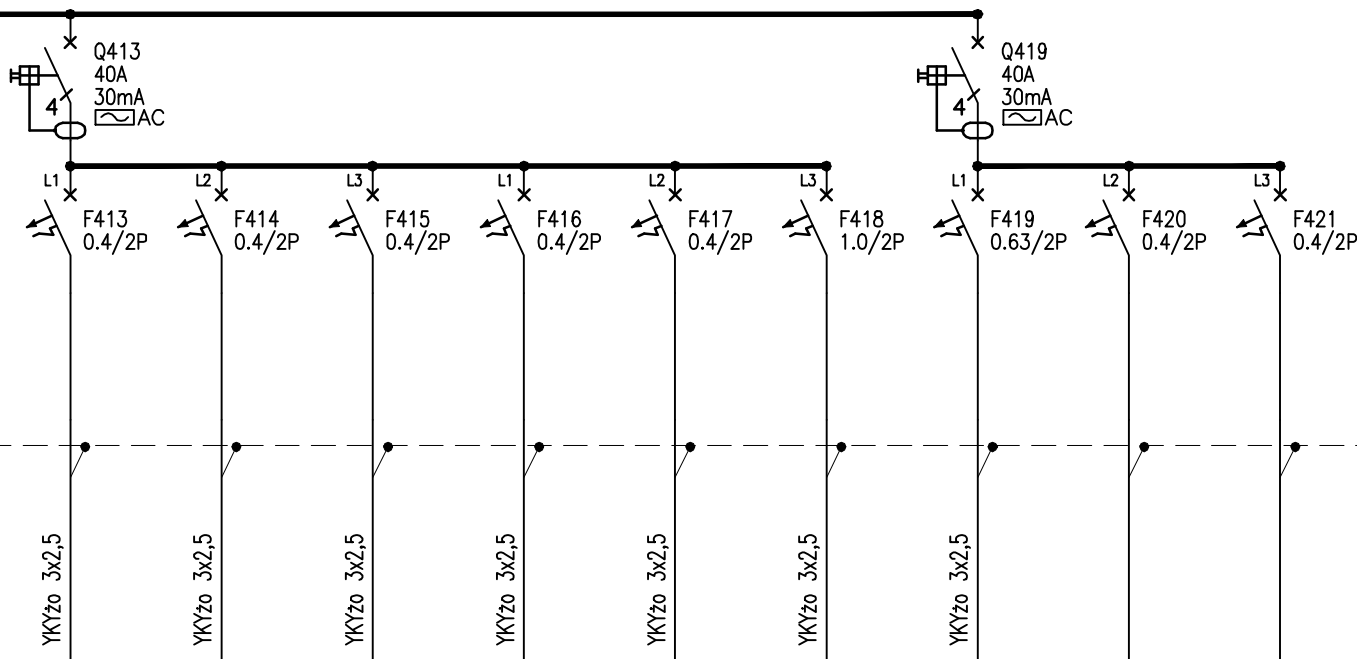 Q413
40A
30mA
AC
4
Q419
40A
30mA
AC
4
L1
F413
0.4/2P
L2
F414
0.4/2P
L3
F415
0.4/2P
L1
F416
0.4/2P
L2
F417
0.4/2P
L3
F418
1.0/2P
L1
F419
0.63/2P
L2
F420
0.4/2P
L3
F421
0.4/2P
YKYżo 3x2,5
YKYżo 3x2,5
YKYżo 3x2,5
YKYżo 3x2,5
YKYżo 3x2,5
YKYżo 3x2,5